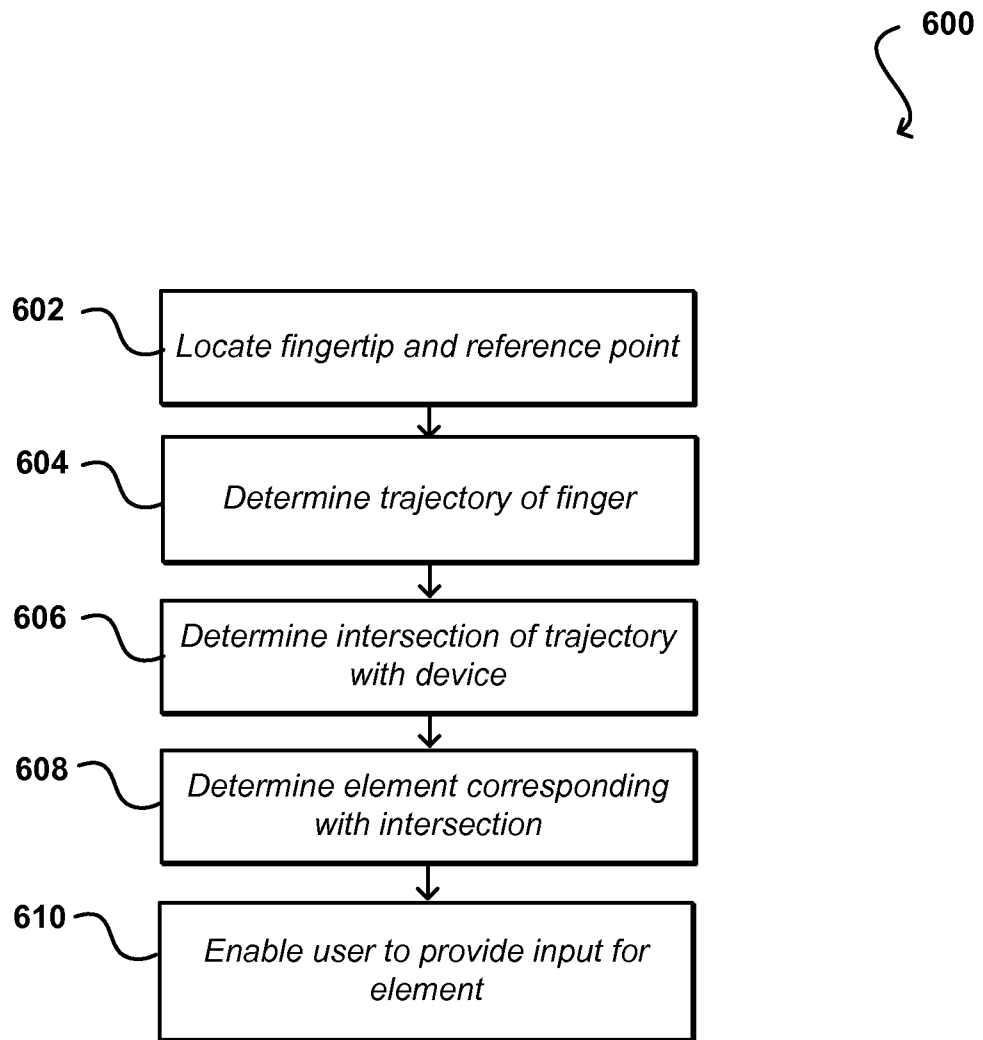 600
602
Locate fingertip and reference point
604
Determine trajectory of finger
606
Determine intersection of trajectory
with device
608
Determine element corresponding
with intersection
610
Enable user to provide input for
element